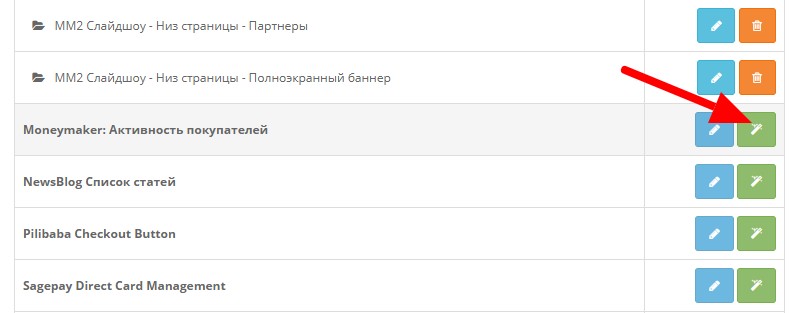 MM2 Слайдшоу - Низ страницы - Партнеры
MM2 Слайдшоу - Низ страницы - Полноэкранный баннер
Moneymaker: Активность покупателей
NewsBlog Список статей
Pilibaba Checkout Button
Sagepay Direct Card Management